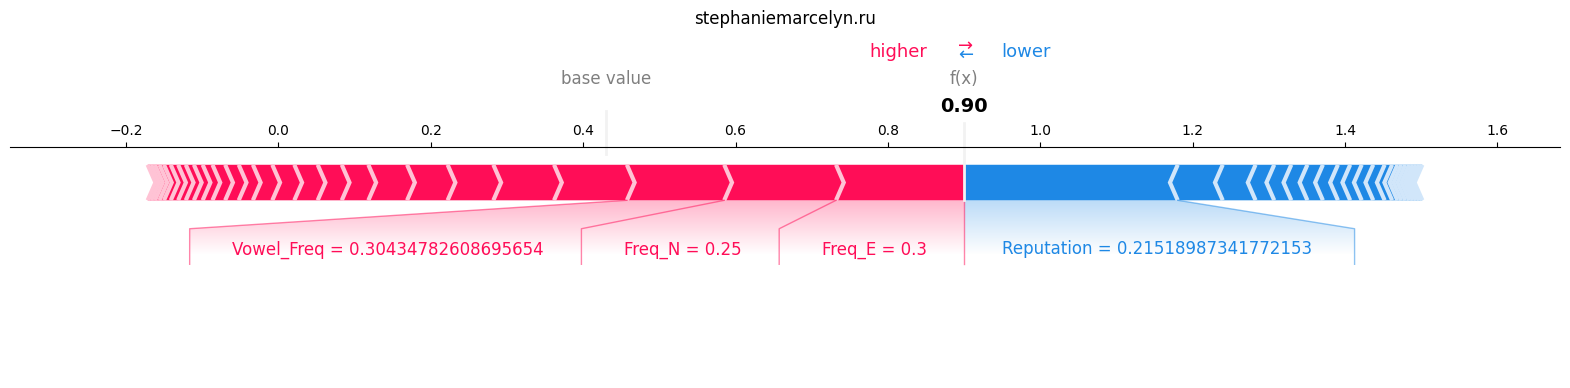 stephaniemarcelyn.ru
higher → ← lower
base value f(x)
0.90
−0.2 0.0 0.2 0.4 0.6 0.8 1.0 1.2 1.4 1.6
Vowel_Freq = 0.30434782608695654 Freq_N = 0.25 Freq_E = 0.3 Reputation = 0.21518987341772153